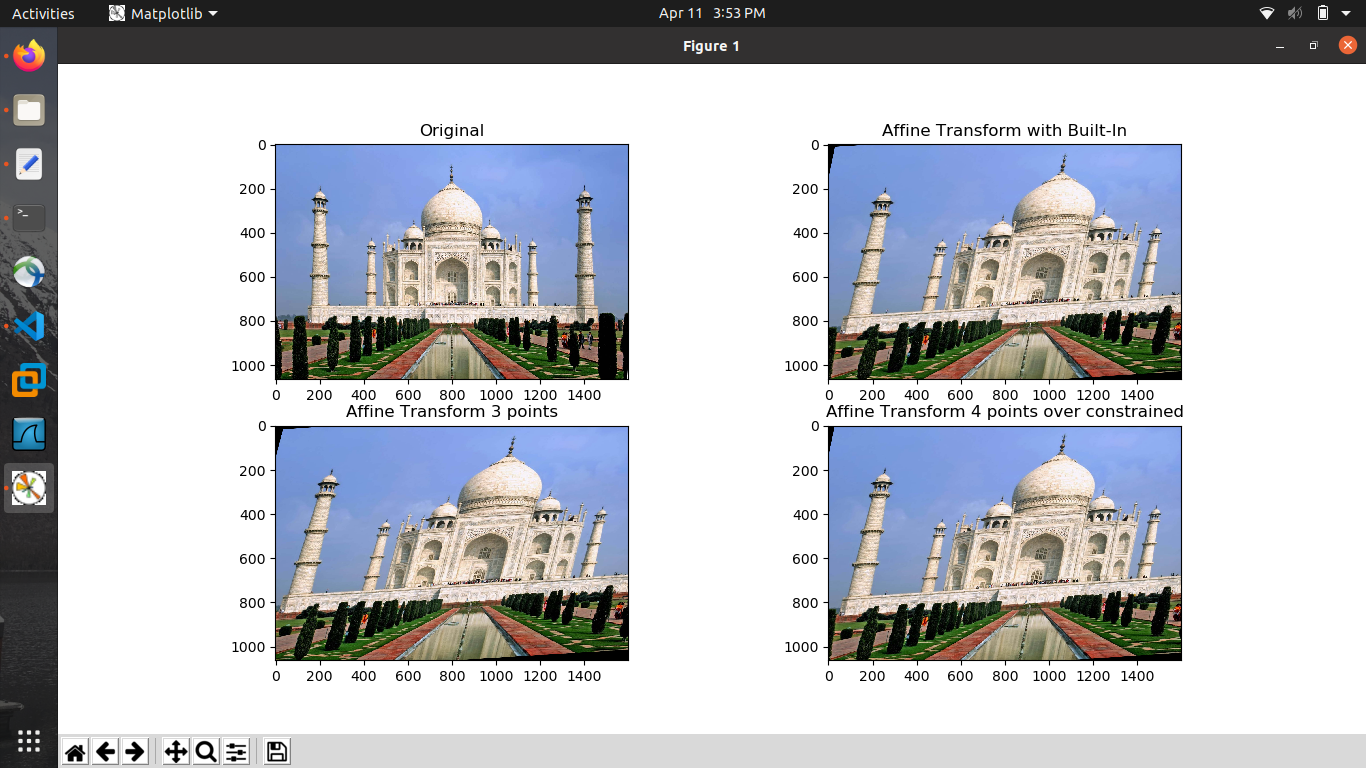 Activities Matplotlib Apr 11 3:53 PM
Figure 1
Original
0
200
400
600
800
1000
0 200 400 600 800 1000 1200 1400
Affine Transform with Built-In
0
200
400
600
800
1000
0 200 400 600 800 1000 1200 1400
Affine Transform 3 points
0
200
400
600
800
1000
0 200 400 600 800 1000 1200 1400
Affine Transform 4 points over constrained
0
200
400
600
800
1000
0 200 400 600 800 1000 1200 1400